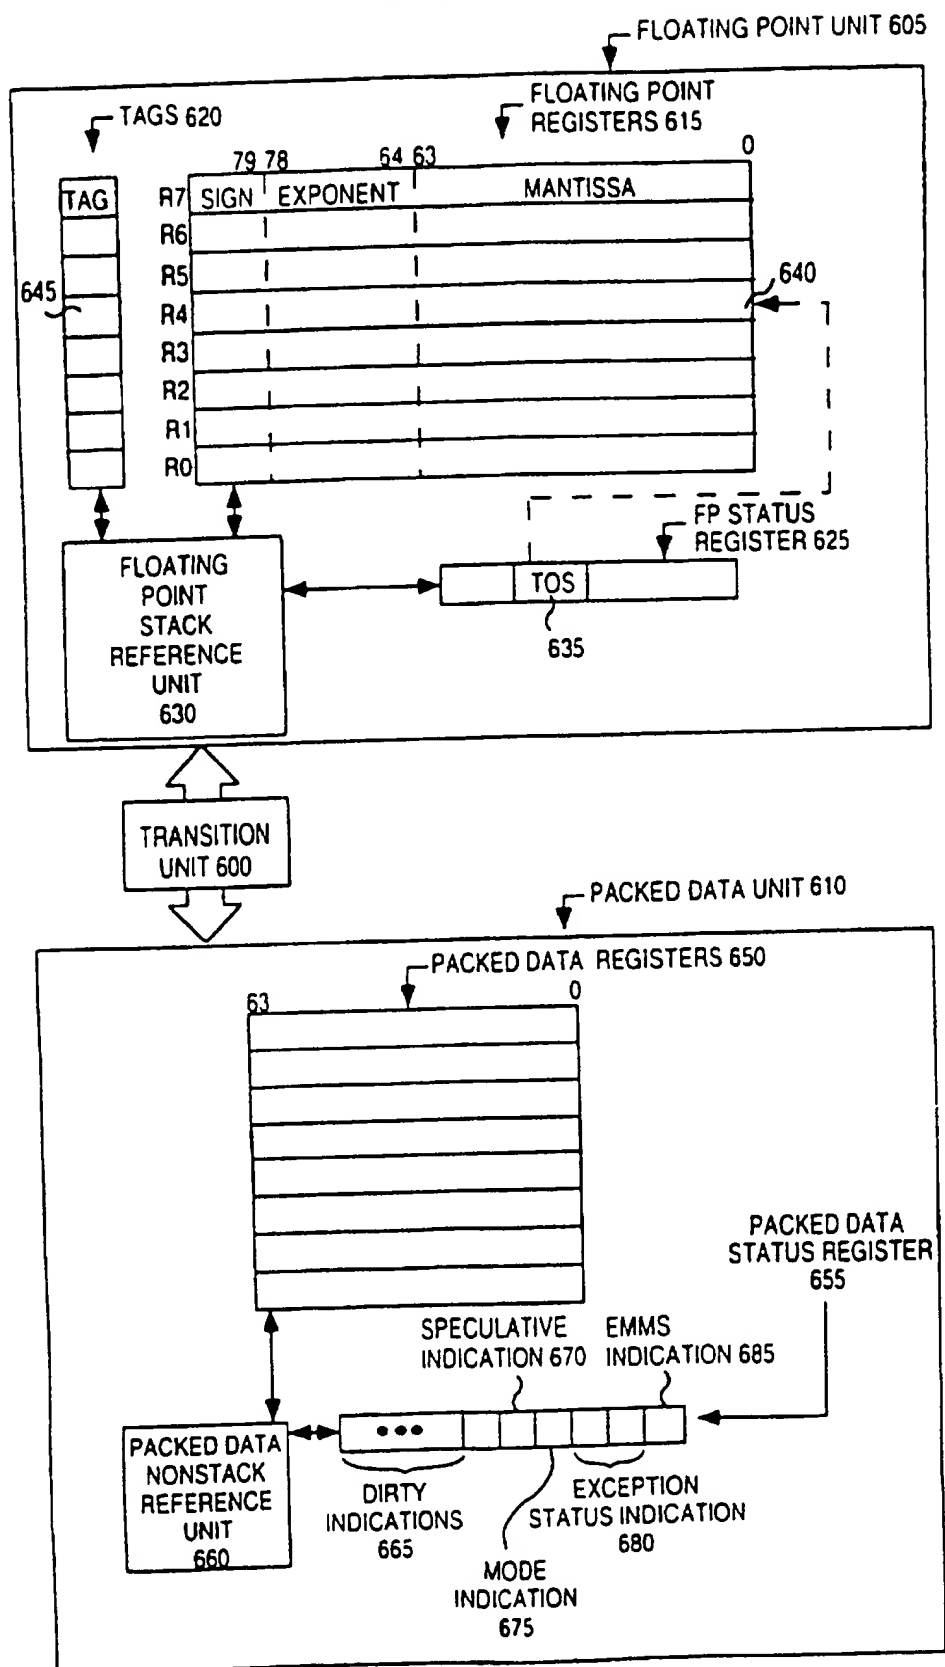 FLOATING POINT UNIT 605
TAGS 620
FLOATING POINT
REGISTERS 615
79 78 64 63 0
TAG R7 SIGN EXPONENT MANTISSA
R6
R5
640
645
R4
R3
R2
R1
R0
FP STATUS
REGISTER 625
FLOATING
POINT
STACK
REFERENCE
UNIT
630
TOS
635
TRANSITION
UNIT 600
PACKED DATA UNIT 610
PACKED DATA REGISTERS 650
63 0
PACKED DATA
STATUS REGISTER
655
SPECULATIVE
INDICATION 670
EMMS
INDICATION 685
PACKED DATA
NONSTACK
REFERENCE
UNIT
660
DIRTY
INDICATIONS
665
EXCEPTION
STATUS INDICATION
680
MODE
INDICATION
675